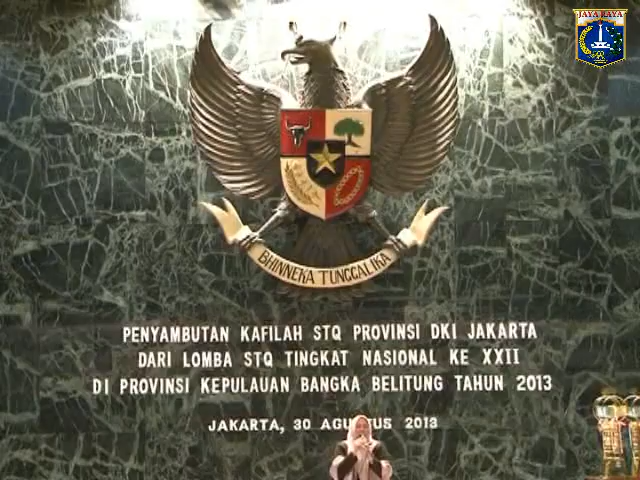 JAYA RAYA
BHINNEKA TUNGGAL IKA
PENYAMBUTAN KAFILAH STQ PROVINSI DKI JAKARTA
DARI LOMBA STQ TINGKAT NASIONAL KE XXII
DI PROVINSI KEPULAUAN BANGKA BELITUNG TAHUN 2013
JAKARTA, 30 AGUSTUS 2013